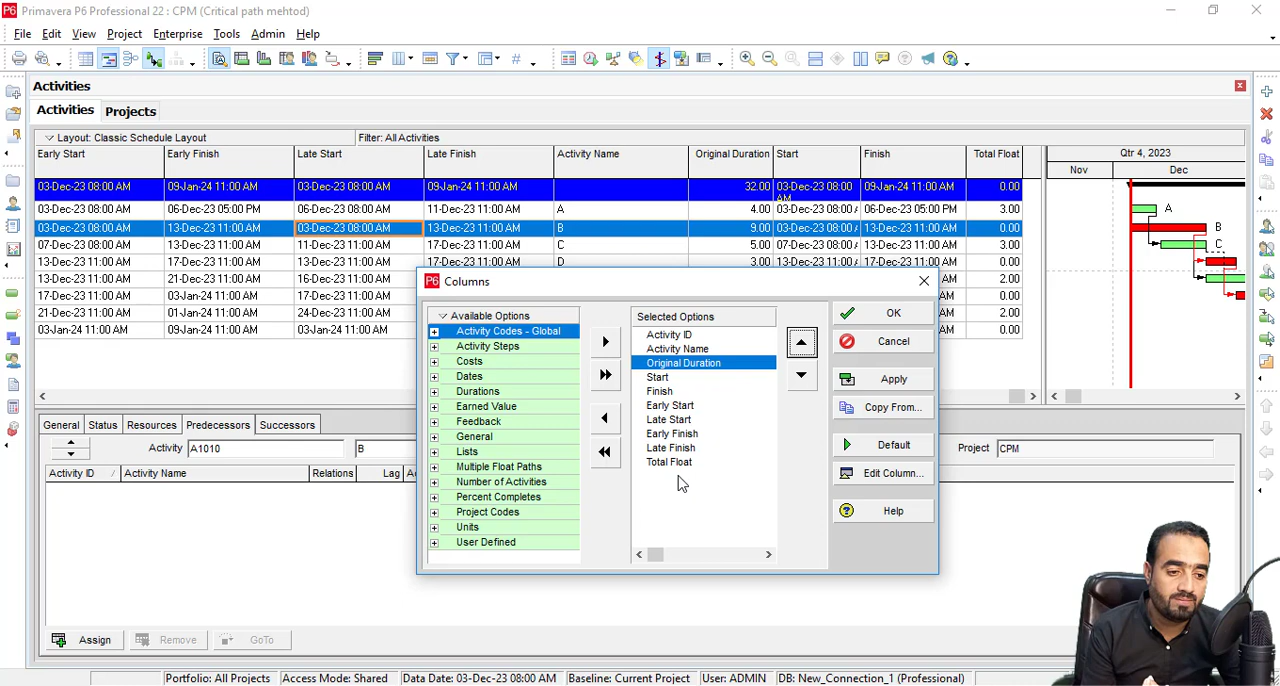 P6 Primavera P6 Professional 22 : CPM (Critical path mehtod)
File Edit View Project Enterprise Tools Admin Help
Activities
Activities Projects
Layout: Classic Schedule Layout Filter: All Activities
Early Start Early Finish Late Start Late Finish Activity Name Original Duration Start Finish Total Float Qtr 4, 2023
Nov Dec
03-Dec-23 08:00 AM 09-Jan-24 11:00 AM 03-Dec-23 08:00 AM 09-Jan-24 11:00 AM 32.00 03-Dec-23 08:00 AM 09-Jan-24 11:00 AM 0.00
03-Dec-23 08:00 AM 06-Dec-23 05:00 PM 06-Dec-23 11:00 AM 11-Dec-23 11:00 AM A 4.00 03-Dec-23 08:00 A 06-Dec-23 05:00 PM 3.00 A
03-Dec-23 08:00 AM 13-Dec-23 11:00 AM 03-Dec-23 08:00 AM 13-Dec-23 11:00 AM B 9.00 03-Dec-23 08:00 A 13-Dec-23 11:00 AM 0.00 B
07-Dec-23 08:00 AM 13-Dec-23 11:00 AM 11-Dec-23 11:00 AM 17-Dec-23 11:00 AM C 5.00 07-Dec-23 08:00 A 13-Dec-23 11:00 AM 3.00 C
13-Dec-23 11:00 AM 17-Dec-23 11:00 AM 13-Dec-23 11:00 AM 17-Dec-23 11:00 AM D 3.00 13-Dec-23 11:00 A 17-Dec-23 11:00 AM 0.00
13-Dec-23 11:00 AM 21-Dec-23 11:00 AM 16-Dec-23 2.00
17-Dec-23 11:00 AM 03-Jan-24 11:00 AM 17-Dec-23 0.00
21-Dec-23 11:00 AM 01-Jan-24 11:00 AM 24-Dec-23 2.00
03-Jan-24 11:00 AM 09-Jan-24 11:00 AM 03-Jan-24 0.00
P6 Columns
Available Options
Activity Codes - Global
Activity Steps
Costs
Dates
Durations
Earned Value
Feedback
General
Lists
Multiple Float Paths
Number of Activities
Percent Completes
Project Codes
Units
User Defined
Selected Options
Activity ID
Activity Name
Original Duration
Start
Finish
Early Start
Late Start
Early Finish
Late Finish
Total Float
OK
Cancel
Apply
Copy From...
Default
Edit Column...
Help
General Status Resources Predecessors Successors
Activity A1010 B Project CPM
Activity ID Activity Name Relations Lag
Assign Remove GoTo
Portfolio: All Projects Access Mode: Shared Data Date: 03-Dec-23 08:00 AM Baseline: Current Project User: ADMIN DB: New_Connection_1 (Professional)